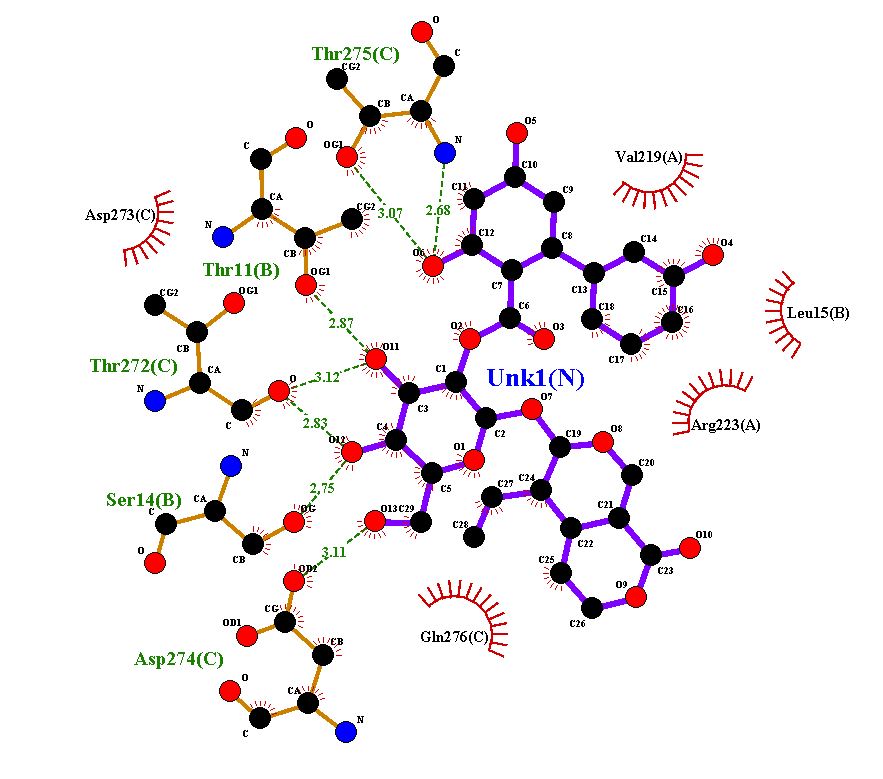 O
Thr275(C)
C
CG2
CB
CA
O5
O
N
C10
OG1
C
Val219(A)
C11
C9
CA
CG2
3.07
2.68
Asp273(C)
C12
N
CB
C8
C14
O4
O6
Thr11(B)
C7
C13
C15
OG1
OG1
CG2
C6
C18
C16
Leu15(B)
2.87
O2
O3
CB
C17
O11
Thr272(C)
C1
Unk1(N)
N
O
3.12
CA
C3
O7
C
C2
2.83
C4
O8
Arg223(A)
O12
C19
O1
N
C5
C20
2.75
C27
C24
Ser14(B)
CA
C
OG
O13
C29
C21
C28
C22
O10
O
CB
3.11
C23
OD2
C25
O9
CG
C26
OD1
CB
Gln276(C)
Asp274(C)
O
CA
C
N